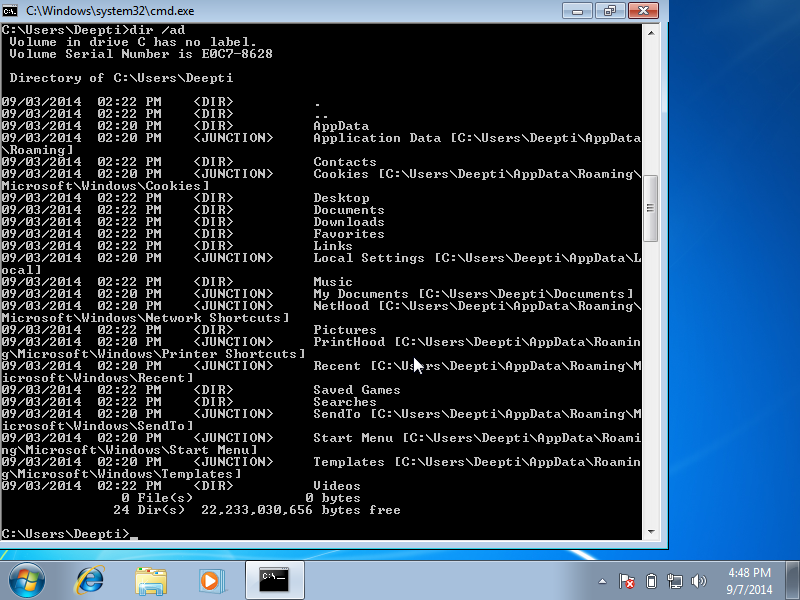 C:\Windows\system32\cmd.exe
C:\Users\Deepti>dir /ad
Volume in drive C has no label.
Volume Serial Number is E0C7-8628
Directory of C:\Users\Deepti
09/03/2014  02:22 PM    <DIR>          .
09/03/2014  02:22 PM    <DIR>          ..
09/03/2014  02:20 PM    <DIR>          AppData
09/03/2014  02:20 PM    <JUNCTION>     Application Data [C:\Users\Deepti\AppData
\Roaming]
09/03/2014  02:22 PM    <DIR>          Contacts
09/03/2014  02:20 PM    <JUNCTION>     Cookies [C:\Users\Deepti\AppData\Roaming\
Microsoft\Windows\Cookies]
09/03/2014  02:22 PM    <DIR>          Desktop
09/03/2014  02:22 PM    <DIR>          Documents
09/03/2014  02:22 PM    <DIR>          Downloads
09/03/2014  02:22 PM    <DIR>          Favorites
09/03/2014  02:22 PM    <DIR>          Links
09/03/2014  02:20 PM    <JUNCTION>     Local Settings [C:\Users\Deepti\AppData\L
ocal]
09/03/2014  02:22 PM    <DIR>          Music
09/03/2014  02:20 PM    <JUNCTION>     My Documents [C:\Users\Deepti\Documents]
09/03/2014  02:20 PM    <JUNCTION>     NetHood [C:\Users\Deepti\AppData\Roaming\
Microsoft\Windows\Network Shortcuts]
09/03/2014  02:22 PM    <DIR>          Pictures
09/03/2014  02:20 PM    <JUNCTION>     PrintHood [C:\Users\Deepti\AppData\Roamin
g\Microsoft\Windows\Printer Shortcuts]
09/03/2014  02:20 PM    <JUNCTION>     Recent [C:\Users\Deepti\AppData\Roaming\M
icrosoft\Windows\Recent]
09/03/2014  02:22 PM    <DIR>          Saved Games
09/03/2014  02:22 PM    <DIR>          Searches
09/03/2014  02:20 PM    <JUNCTION>     SendTo [C:\Users\Deepti\AppData\Roaming\M
icrosoft\Windows\SendTo]
09/03/2014  02:20 PM    <JUNCTION>     Start Menu [C:\Users\Deepti\AppData\Roami
ng\Microsoft\Windows\Start Menu]
09/03/2014  02:20 PM    <JUNCTION>     Templates [C:\Users\Deepti\AppData\Roamin
g\Microsoft\Windows\Templates]
09/03/2014  02:22 PM    <DIR>          Videos
0 File(s)              0 bytes
24 Dir(s)  22,233,030,656 bytes free
C:\Users\Deepti>_
C:\_
4:48 PM
9/7/2014